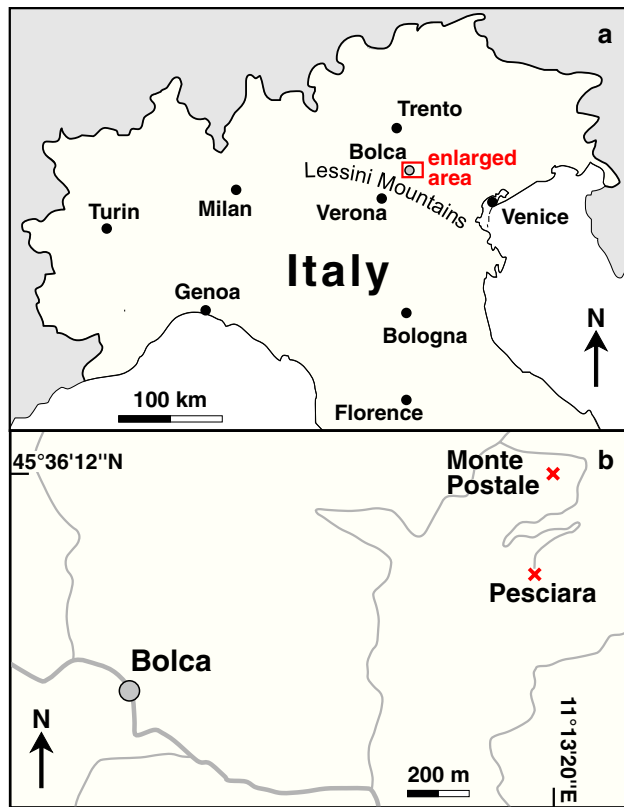 a
Trento
Bolca
enlarged
area
Lessini Mountains
Turin
Milan
Verona
Venice
Italy
Genoa
Bologna
N
100 km
Florence
b
45°36'12''N
Monte
Postale
Pesciara
Bolca
N
200 m
11°13'20''E